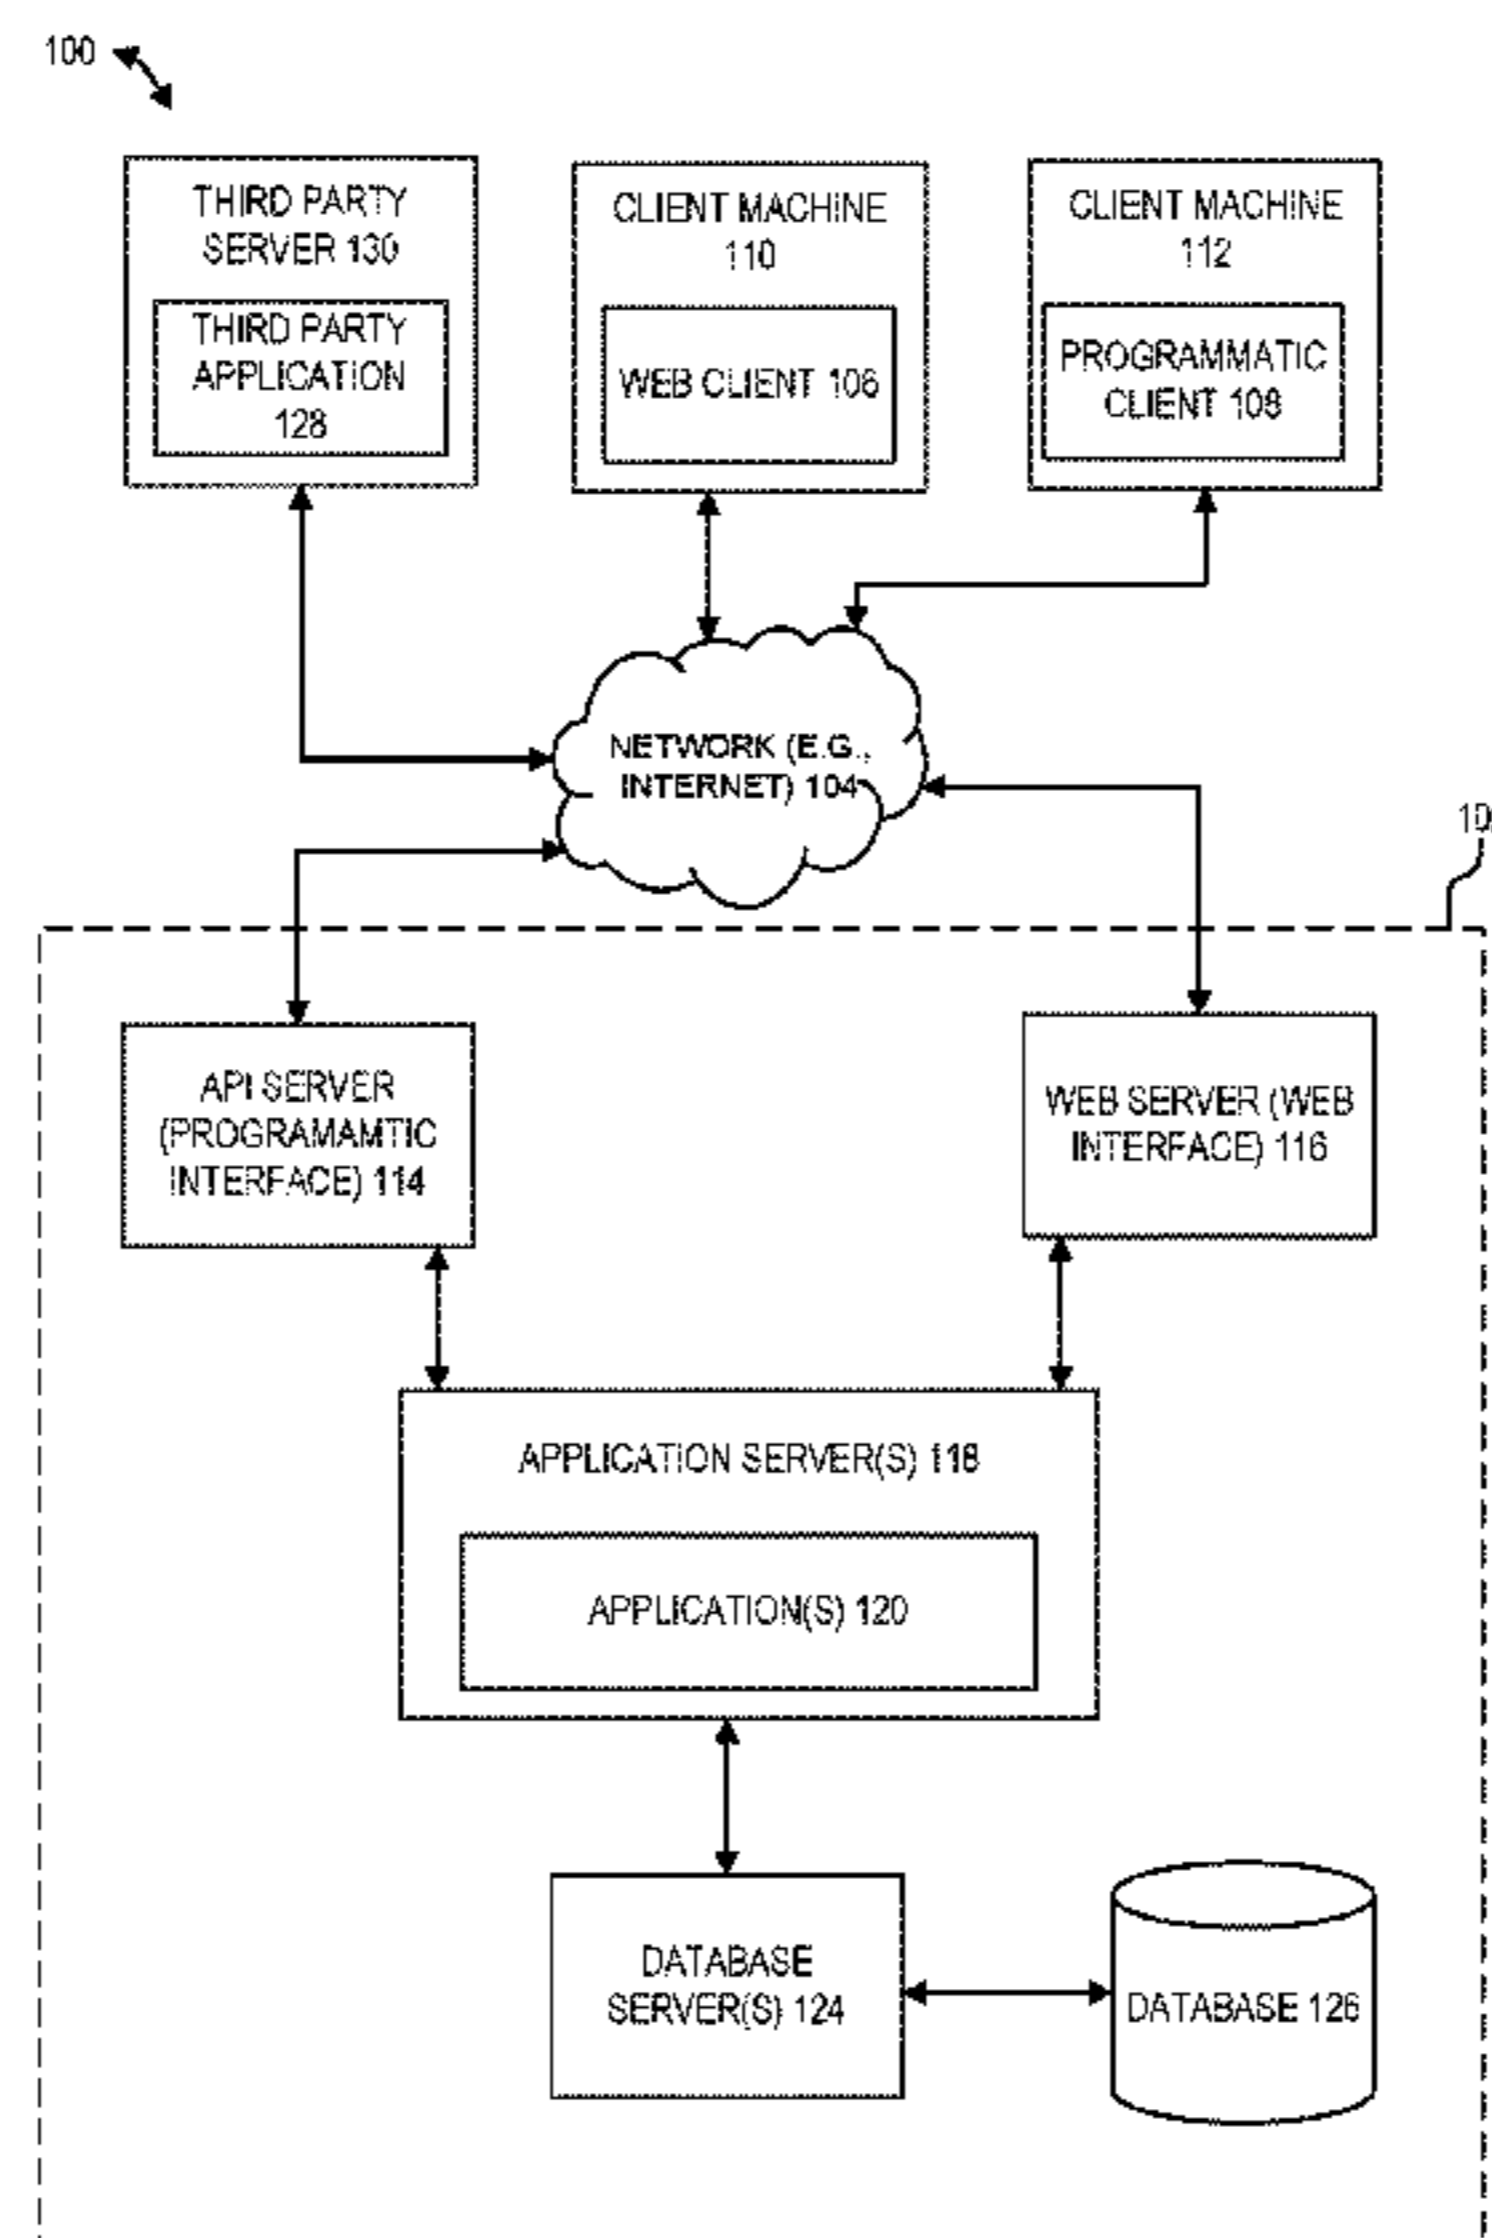 100
THIRD PARTY
SERVER 130
THIRD PARTY
APPLICATION
128
CLIENT MACHINE
110
WEB CLIENT 106
CLIENT MACHINE
112
PROGRAMMATIC
CLIENT 108
NETWORK (E.G.,
INTERNET) 104
API SERVER
(PROGRAMAMTIC
INTERFACE) 114
WEB SERVER (WEB
INTERFACE) 116
APPLICATION SERVER(S) 118
APPLICATION(S) 120
DATABASE
SERVER(S) 124
DATABASE 126